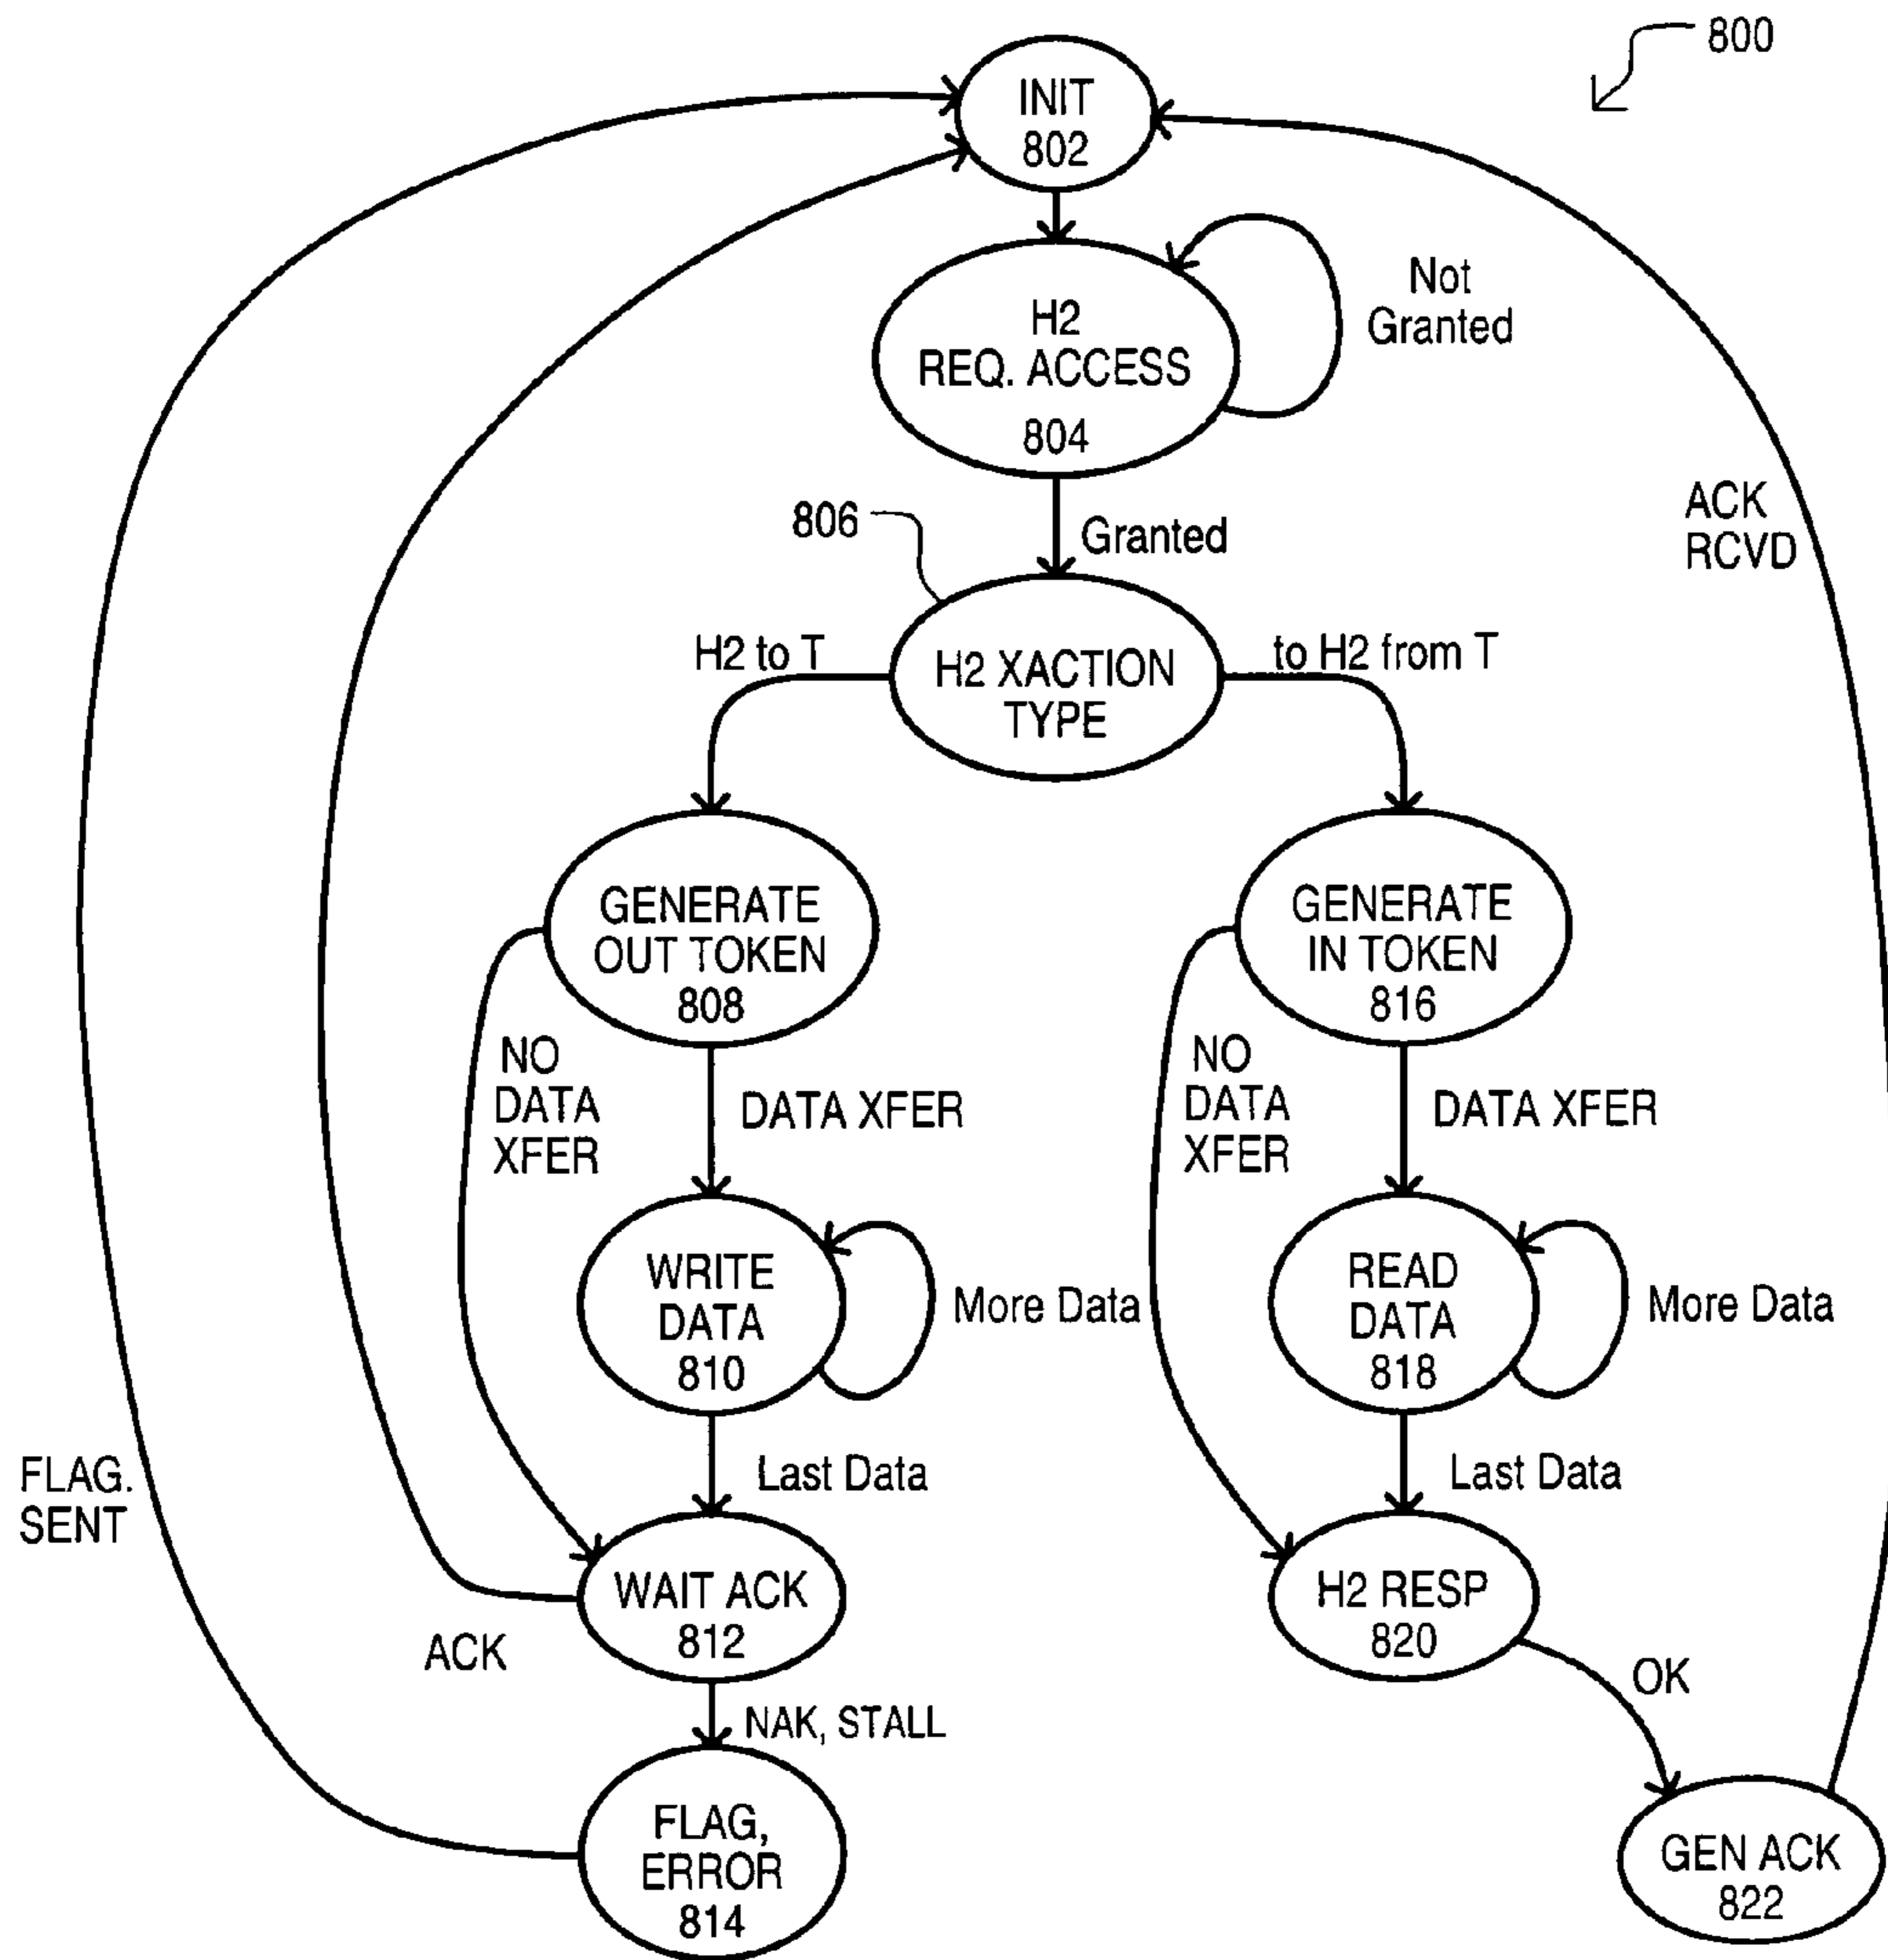 800
INIT
802
H2
REQ. ACCESS
804
Not
Granted
ACK
RCVD
806
Granted
H2 to T
H2 XACTION
TYPE
to H2 from T
GENERATE
OUT TOKEN
808
GENERATE
IN TOKEN
816
NO
DATA
XFER
DATA XFER
NO
DATA
XFER
DATA XFER
WRITE
DATA
810
More Data
READ
DATA
818
More Data
FLAG.
SENT
Last Data
Last Data
WAIT ACK
812
H2 RESP
820
ACK
OK
NAK, STALL
FLAG,
ERROR
814
GEN ACK
822